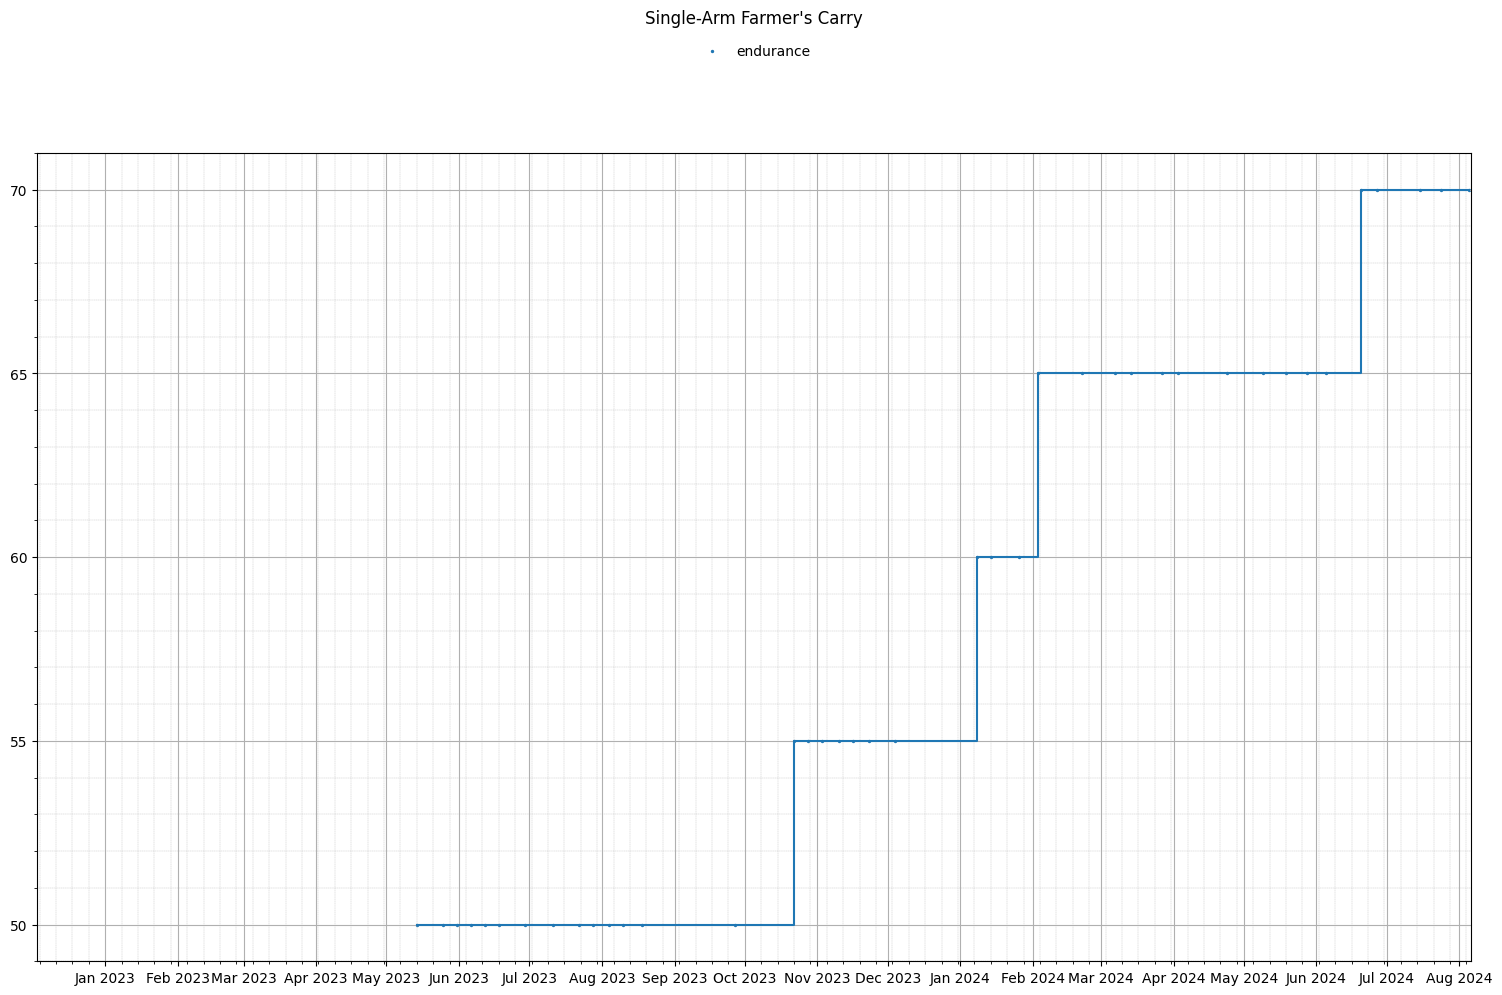 Single-Arm Farmer's Carry
endurance
70
65
60
55
50
Jan 2023 Feb 2023 Mar 2023 Apr 2023 May 2023 Jun 2023 Jul 2023 Aug 2023 Sep 2023 Oct 2023 Nov 2023 Dec 2023 Jan 2024 Feb 2024 Mar 2024 Apr 2024 May 2024 Jun 2024 Jul 2024 Aug 2024